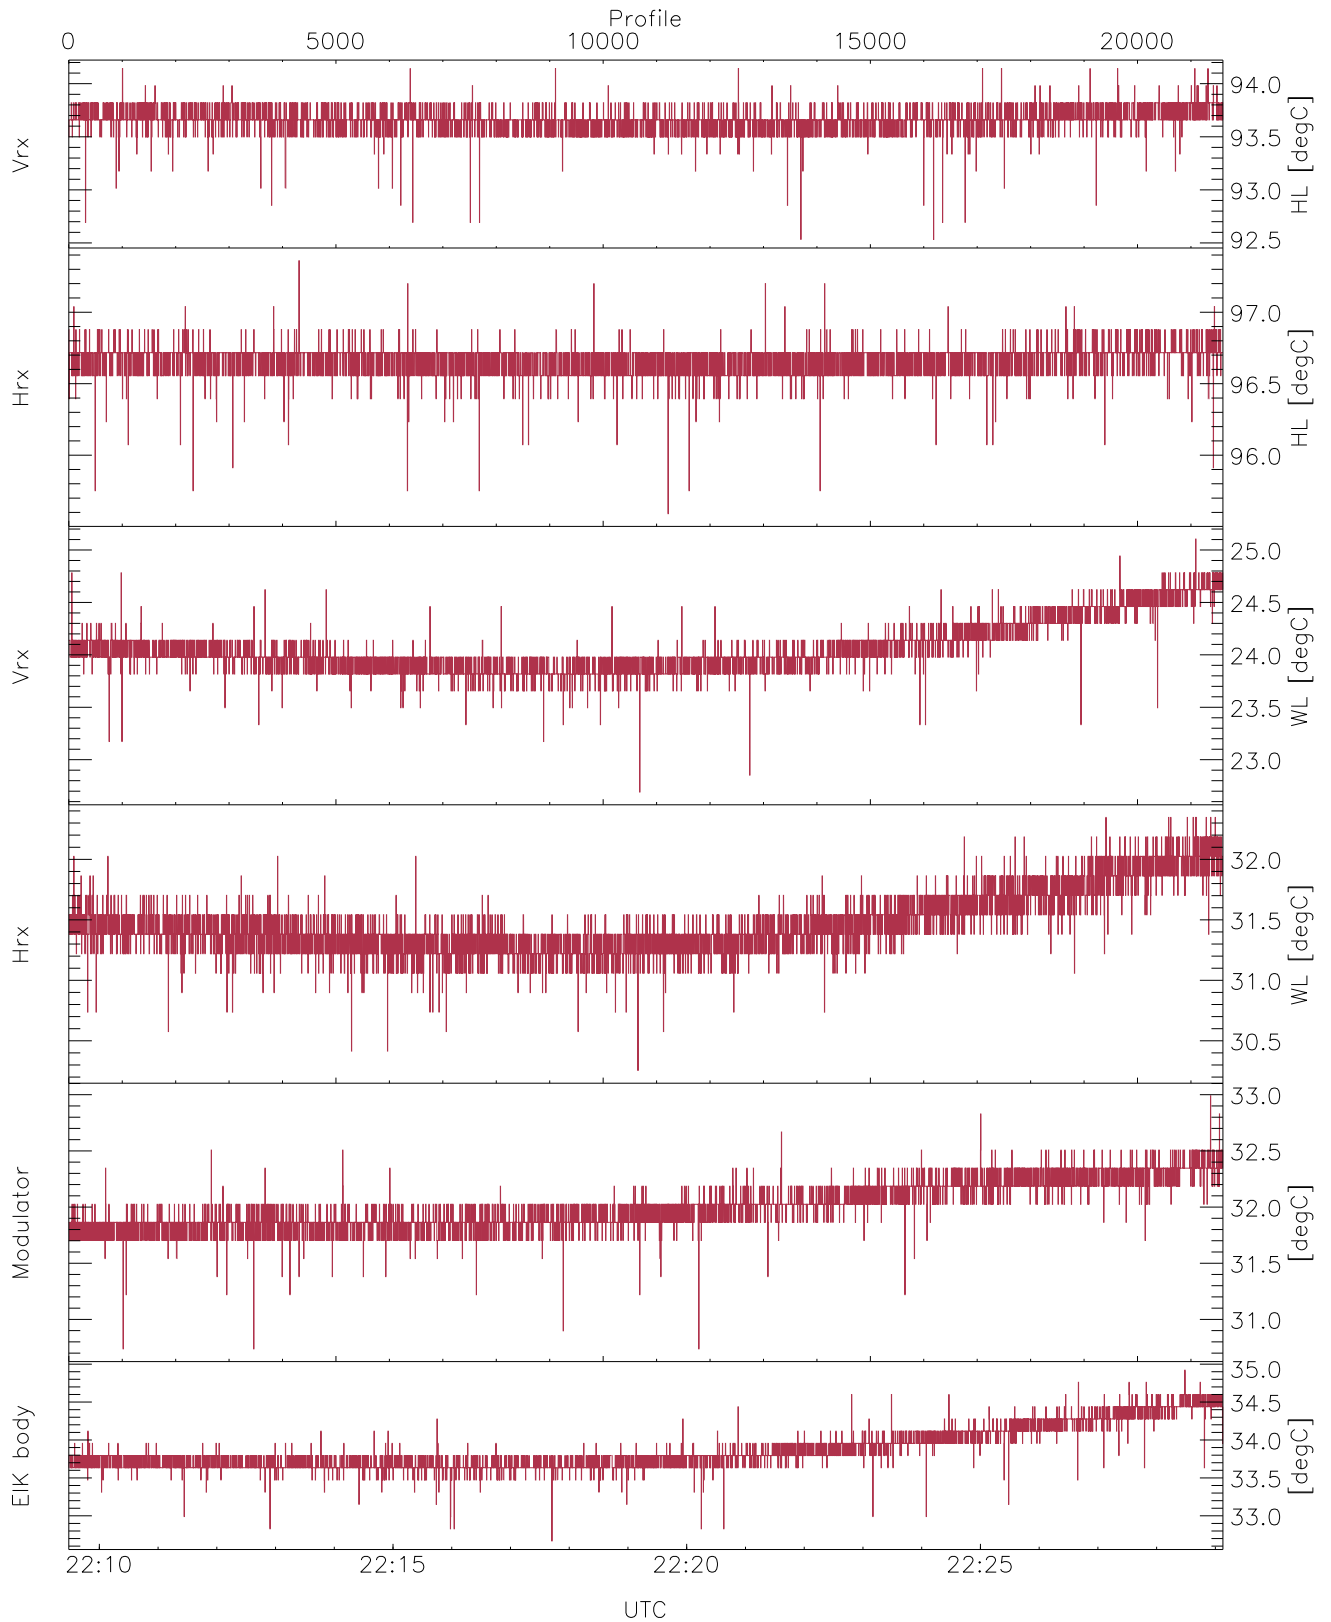 Profile
0 5000 10000 15000 20000
Vrx
94.0
93.5
93.0
92.5
HL [degC]
Hrx
97.0
96.5
96.0
HL [degC]
Vrx
25.0
24.5
24.0
23.5
23.0
WL [degC]
Hrx
32.0
31.5
31.0
30.5
WL [degC]
Modulator
33.0
32.5
32.0
31.5
31.0
[degC]
EIK body
35.0
34.5
34.0
33.5
33.0
[degC]
22:10 22:15 22:20 22:25
UTC